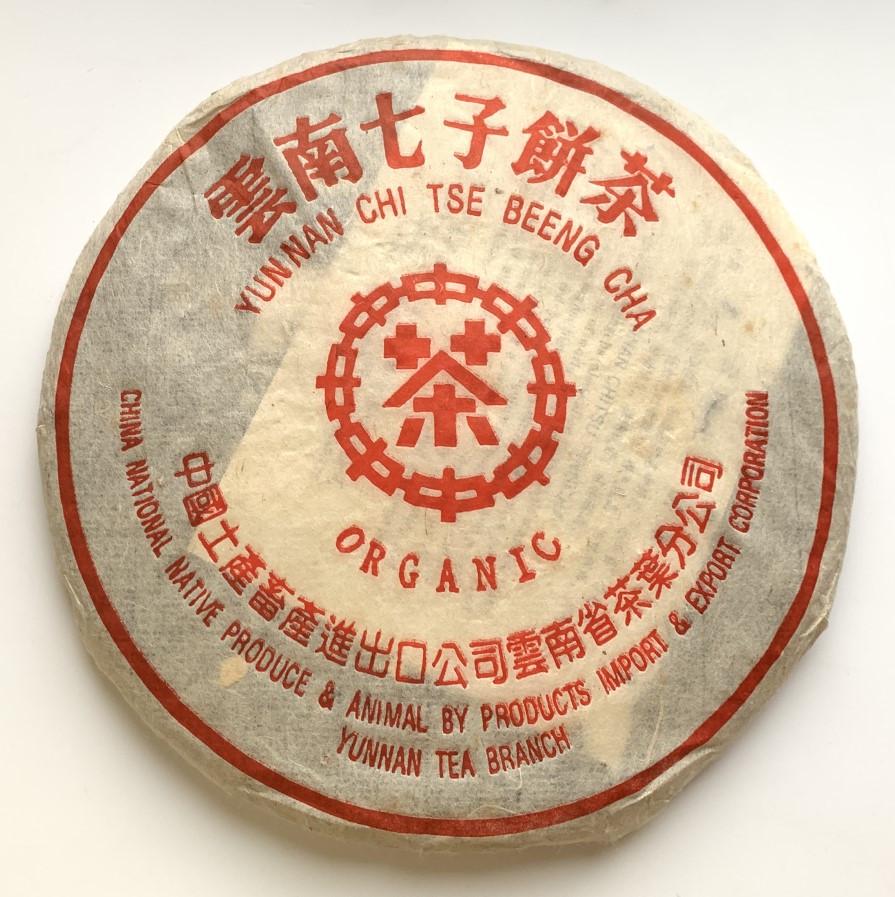 雲南七子餅茶
YUNNAN CHI TSE BEENG CHA
茶
ORGANIC
中國土產畜產進出口公司雲南省茶葉分公司
CHINA NATIONAL NATIVE PRODUCE & ANIMAL BY PRODUCTS IMPORT & EXPORT CORPORATION
YUNNAN TEA BRANCH